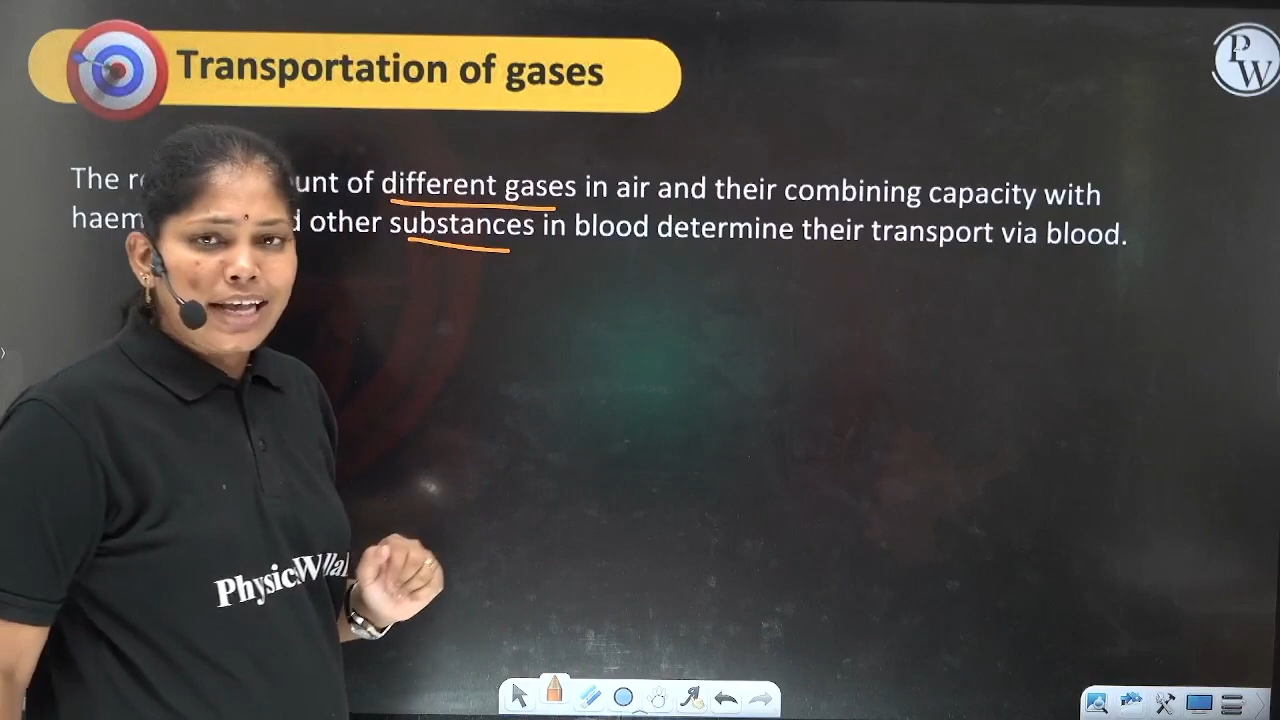 Transportation of gases
PW
The unt of different gases in air and their combining capacity with
haem other substances in blood determine their transport via blood.
PhysicsWallah